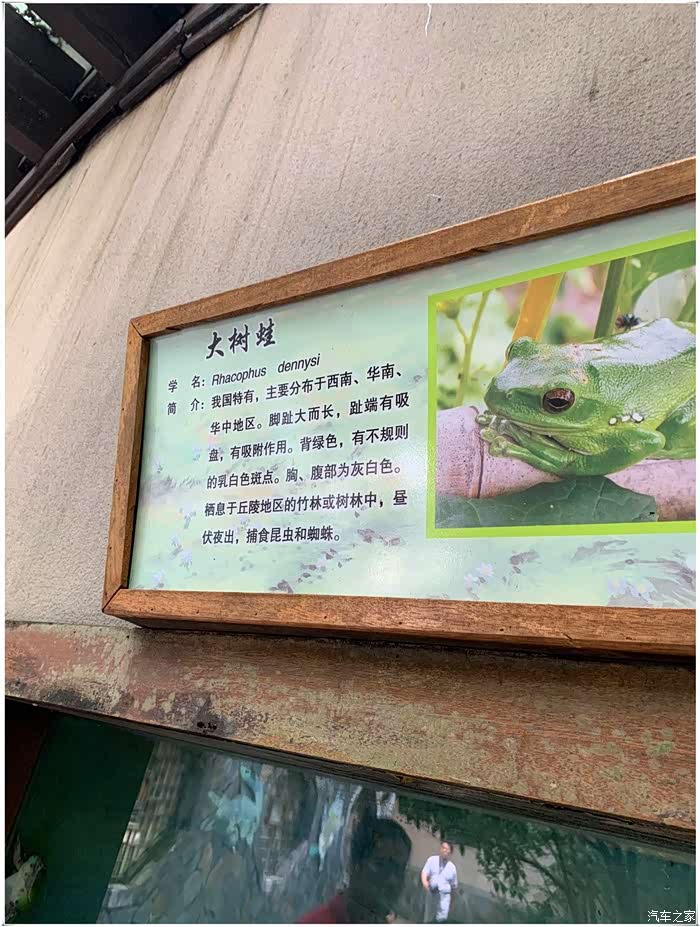 大树蛙
学 名：Rhacophus dennysi
简 介：我国特有，主要分布于西南、华南、
华中地区。脚趾大而长，趾端有吸
盘，有吸附作用。背绿色，有不规则
的乳白色斑点。胸、腹部为灰白色。
栖息于丘陵地区的竹林或树林中，昼
伏夜出，捕食昆虫和蜘蛛。
汽车之家